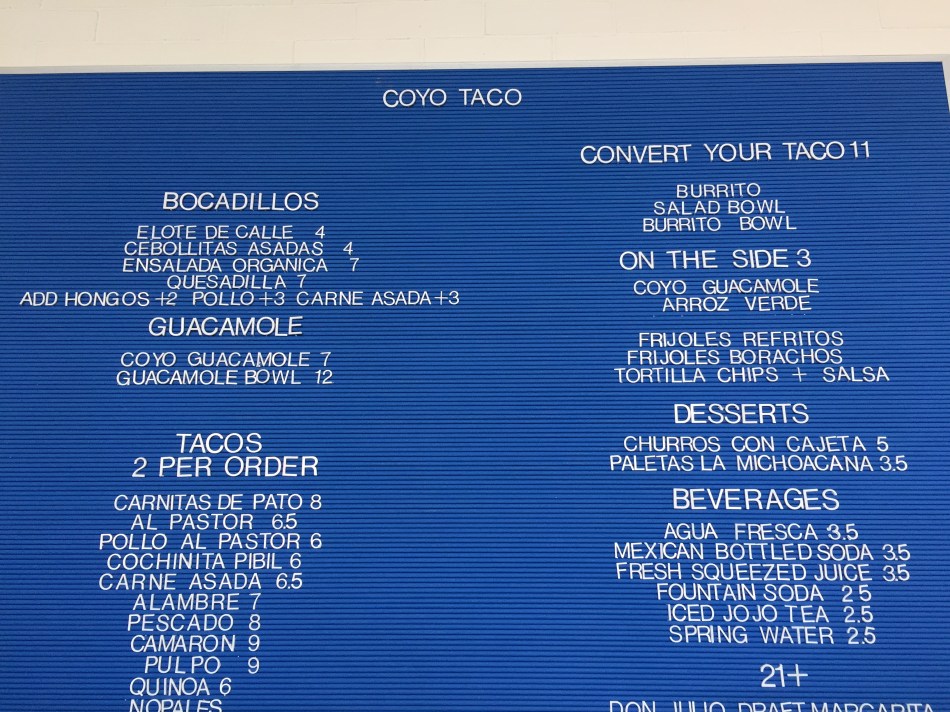 COYO TACO
BOCADILLOS
ELOTE DE CALLE 4
CEBOLLITAS ASADAS 4
ENSALADA ORGANICA 7
QUESADILLA 7
ADD HONGOS +2 POLLO +3 CARNE ASADA +3
GUACAMOLE
COYO GUACAMOLE 7
GUACAMOLE BOWL 12
TACOS
2 PER ORDER
CARNITAS DE PATO 8
AL PASTOR 6.5
POLLO AL PASTOR 6
COCHINITA PIBIL 6
CARNE ASADA 6.5
ALAMBRE 7
PESCADO 8
CAMARON 9
PULPO 9
QUINOA 6
NOPALES
CONVERT YOUR TACO 11
BURRITO
SALAD BOWL
BURRITO BOWL
ON THE SIDE 3
COYO GUACAMOLE
ARROZ VERDE
FRIJOLES REFRITOS
FRIJOLES BORACHOS
TORTILLA CHIPS + SALSA
DESSERTS
CHURROS CON CAJETA 5
PALETAS LA MICHOACANA 3.5
BEVERAGES
AGUA FRESCA 3.5
MEXICAN BOTTLED SODA 3.5
FRESH SQUEEZED JUICE 3.5
FOUNTAIN SODA 2 5
ICED JOJO TEA 2.5
SPRING WATER 2.5
21+
DON JULIO DRAFT MARGARITA